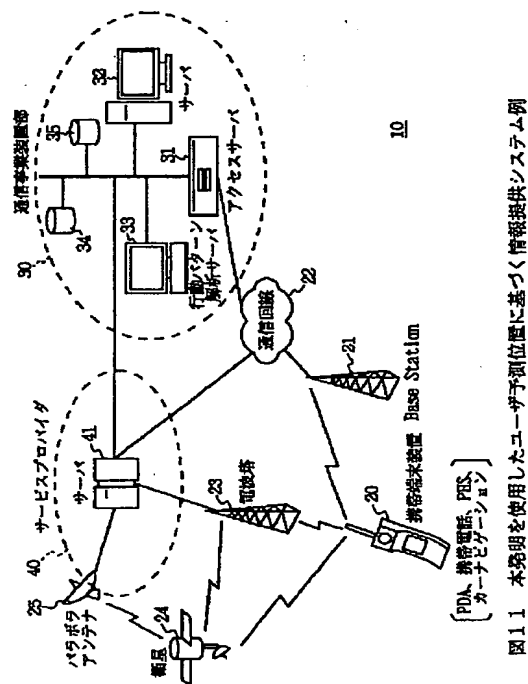 通信事業装置部
30
34
35
32
サーバ
33
行動パターン
解析サーバ
31
アクセスサーバ
10
サービスプロバイダ
40
サーバ
41
25
パラボラ
アンテナ
衛星
24
23
電波塔
通信回線
22
21
Base Station
20
携帯端末装置
PDA、携帯電話、PHS、
カーナビゲーション
図11 本発明を使用したユーザ予測位置に基づく情報提供システム例